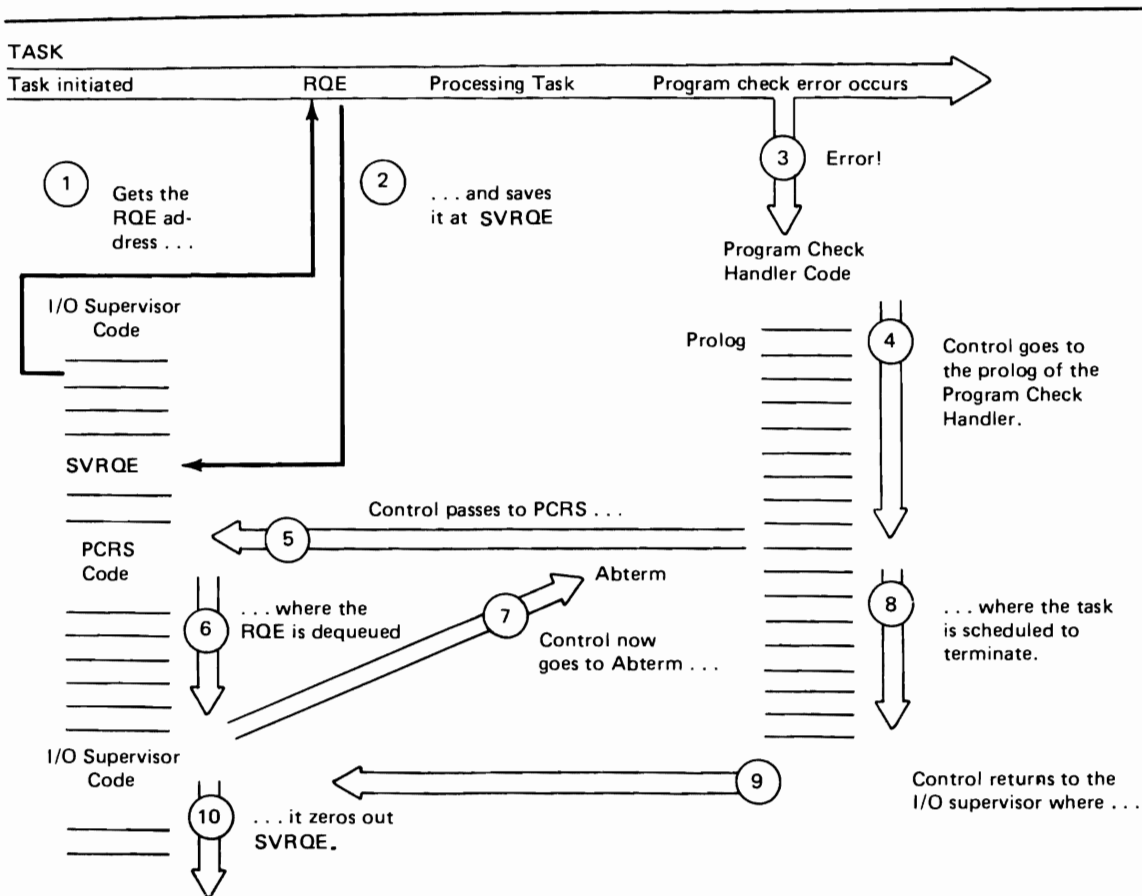 TASK
Task initiated RQE Processing Task Program check error occurs
1 Gets the
RQE ad-
dress . . .
2 . . . and saves
it at SVRQE
3 Error!
Program Check
Handler Code
I/O Supervisor
Code
Prolog
4 Control goes to
the prolog of the
Program Check
Handler.
SVRQE
Control passes to PCRS . . .
5
PCRS
Code
Abterm
6 . . . where the
RQE is dequeued
7 Control now
goes to Abterm . . .
8 . . . where the task
is scheduled to
terminate.
I/O Supervisor
Code
9 Control returns to the
I/O supervisor where . . .
10 . . . it zeros out
SVRQE.